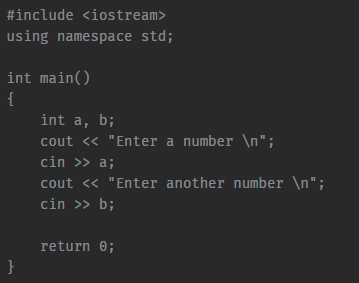 #include <iostream>
using namespace std;

int main()
{
    int a, b;
    cout << "Enter a number \n";
    cin >> a;
    cout << "Enter another number \n";
    cin >> b;

    return 0;
}